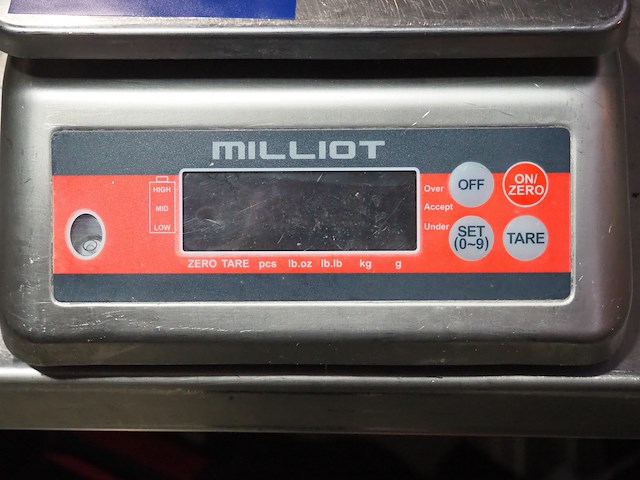 MILLIOT
HIGH
MID
LOW
Over
Accept
Under
OFF
ON/
ZERO
SET
(0~9)
TARE
ZERO TARE pcs lb.oz lb.lb kg g